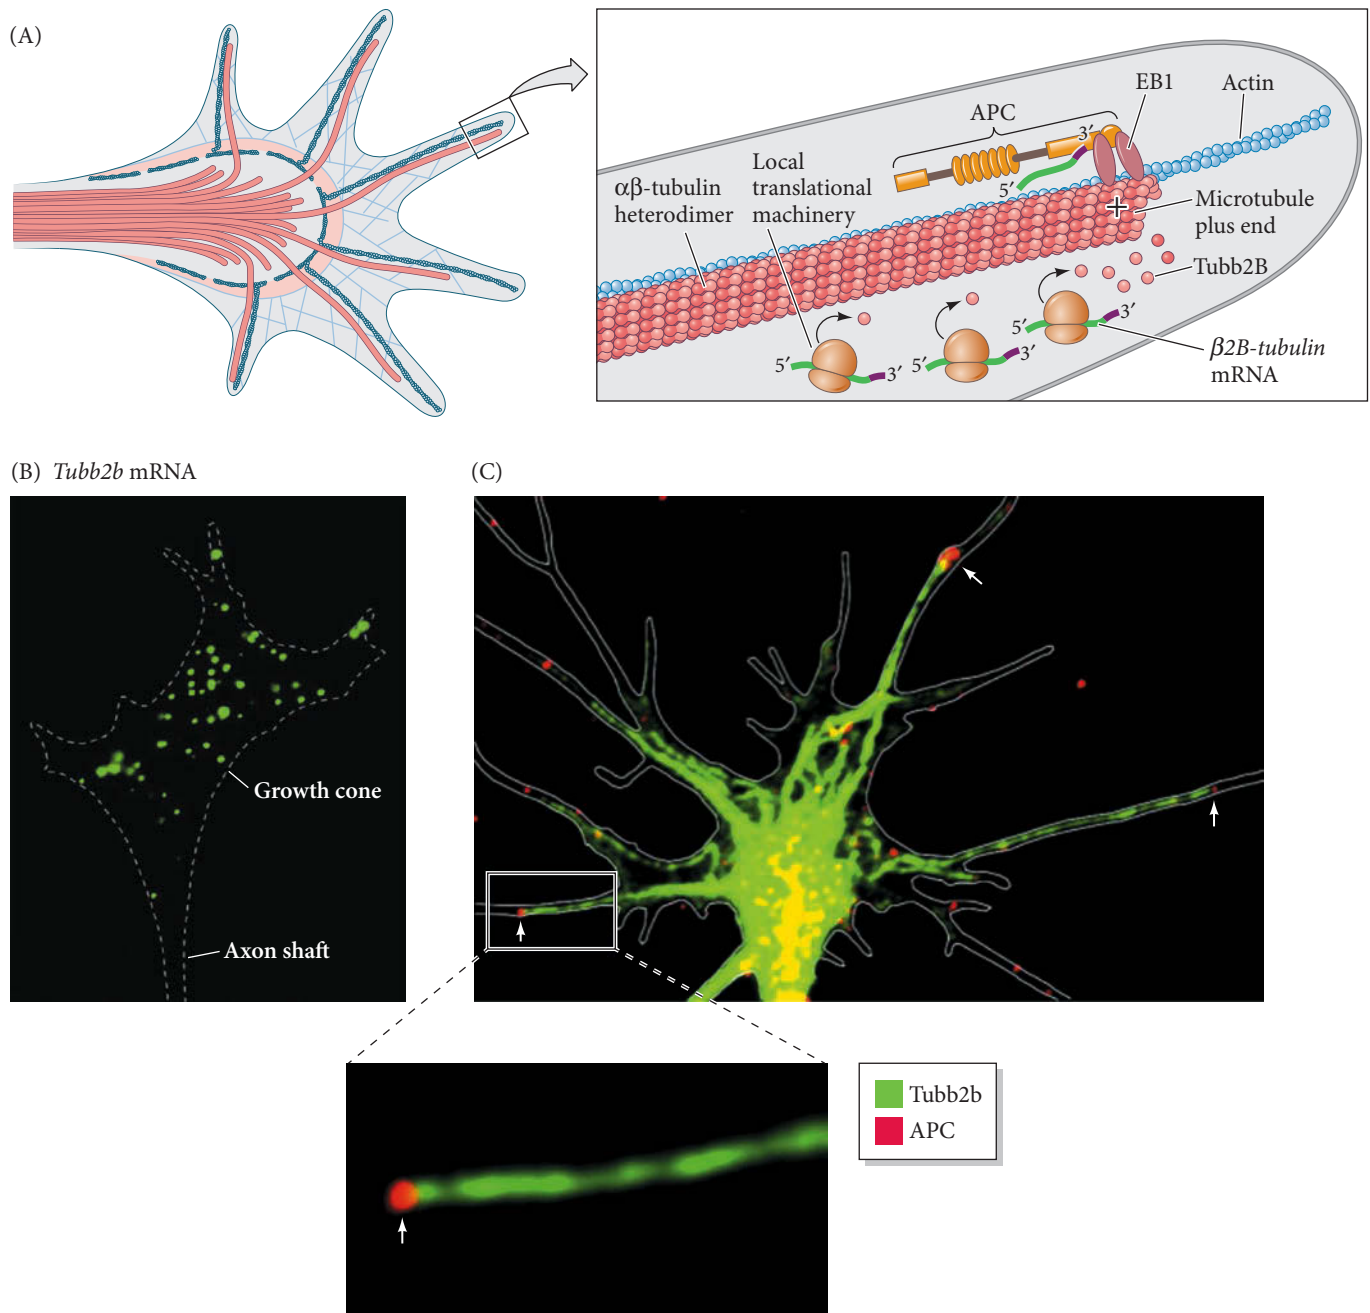 (A)
APC
EB1
Actin
3′
5′
Local
translational
machinery
αβ-tubulin
heterodimer
+
Microtubule
plus end
Tubb2B
5′
3′
5′
3′
5′
3′
β2B-tubulin
mRNA
(B) Tubb2b mRNA
Growth cone
Axon shaft
(C)
Tubb2b
APC